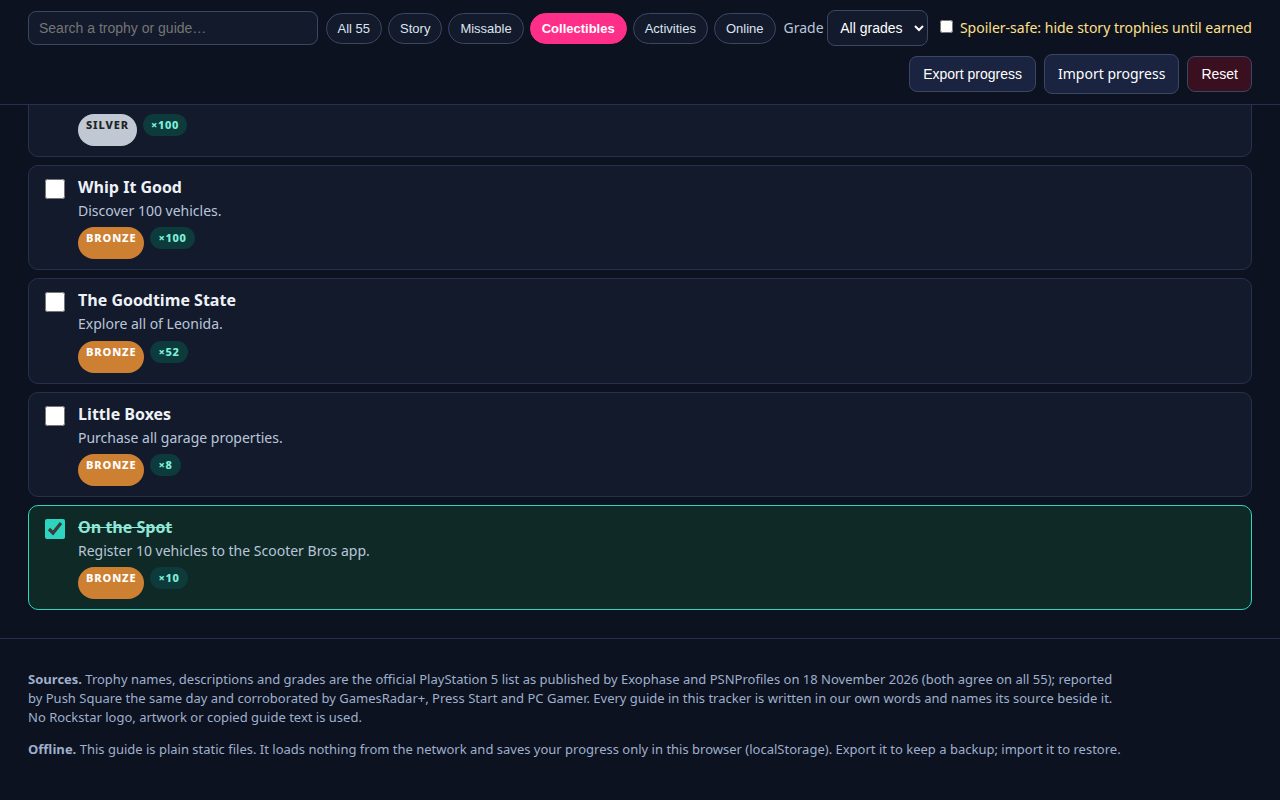 Search a trophy or guide…
All 55
Story
Missable
Collectibles
Activities
Online
Grade
All grades
Spoiler-safe: hide story trophies until earned
Export progress
Import progress
Reset
SILVER ×100
Whip It Good
Discover 100 vehicles.
BRONZE ×100
The Goodtime State
Explore all of Leonida.
BRONZE ×52
Little Boxes
Purchase all garage properties.
BRONZE ×8
On the Spot
Register 10 vehicles to the Scooter Bros app.
BRONZE ×10
Sources. Trophy names, descriptions and grades are the official PlayStation 5 list as published by Exophase and PSNProfiles on 18 November 2026 (both agree on all 55); reported
by Push Square the same day and corroborated by GamesRadar+, Press Start and PC Gamer. Every guide in this tracker is written in our own words and names its source beside it.
No Rockstar logo, artwork or copied guide text is used.
Offline. This guide is plain static files. It loads nothing from the network and saves your progress only in this browser (localStorage). Export it to keep a backup; import it to restore.